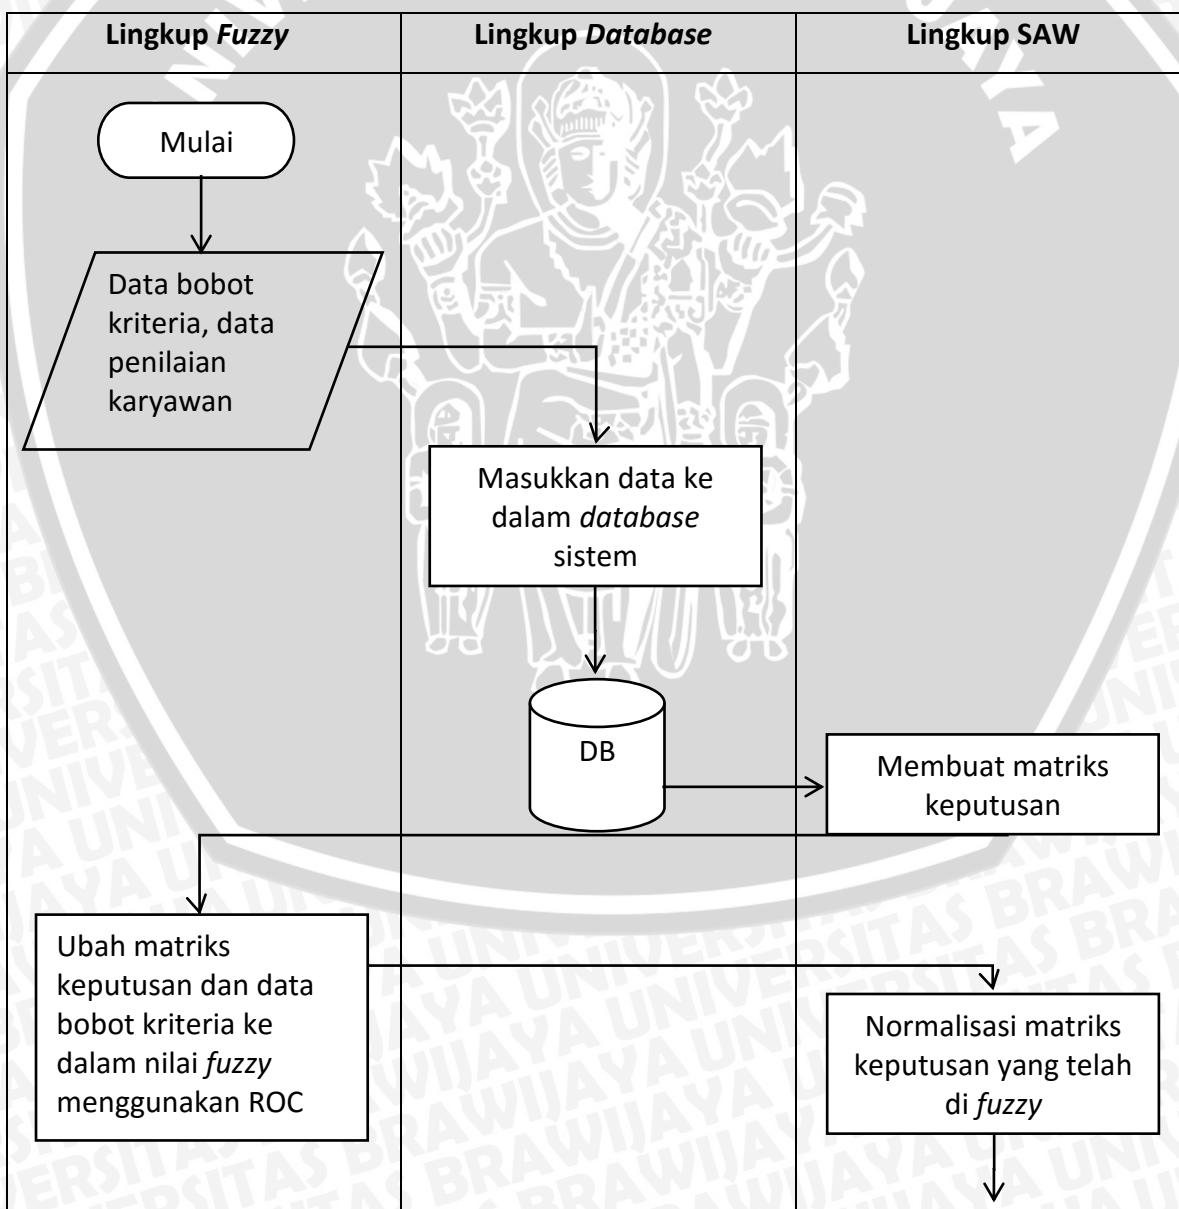 Lingkup Fuzzy
Lingkup Database
Lingkup SAW
Mulai
Data bobot
kriteria, data
penilaian
karyawan
Masukkan data ke
dalam database
sistem
DB
Membuat matriks
keputusan
Ubah matriks
keputusan dan data
bobot kriteria ke
dalam nilai fuzzy
menggunakan ROC
Normalisasi matriks
keputusan yang telah
di fuzzy